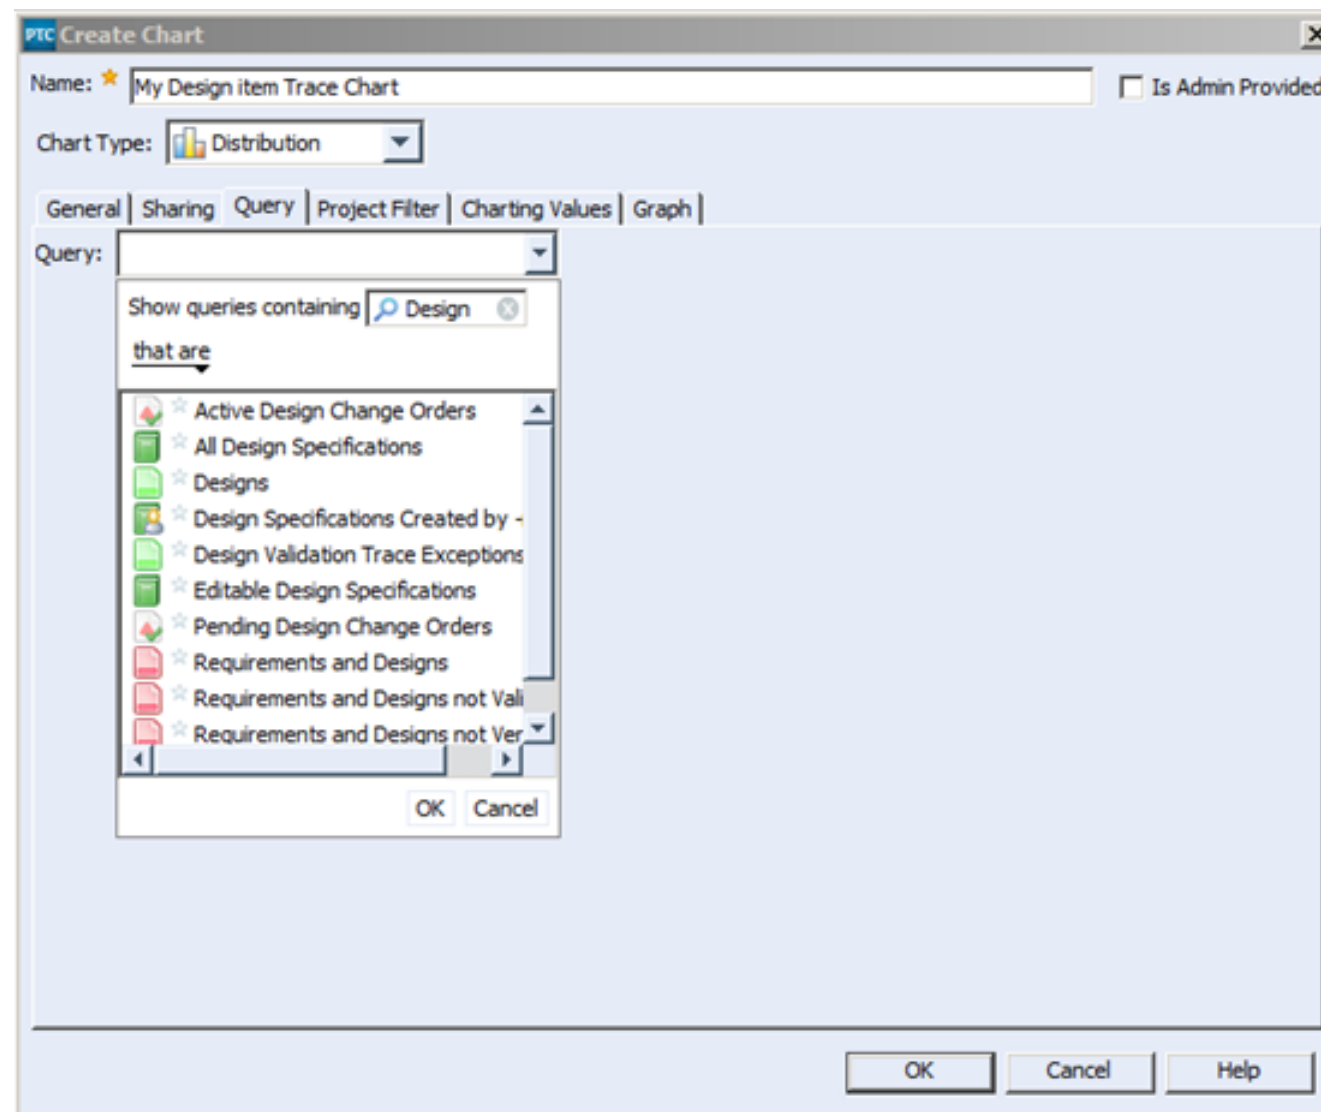 PTC Create Chart
Name: My Design item Trace Chart Is Admin Provided
Chart Type: Distribution
General Sharing Query Project Filter Charting Values Graph
Query:
Show queries containing Design
that are
Active Design Change Orders
All Design Specifications
Designs
Design Specifications Created by
Design Validation Trace Exceptions
Editable Design Specifications
Pending Design Change Orders
Requirements and Designs
Requirements and Designs not Vali
Requirements and Designs not Ver
OK Cancel
OK Cancel Help